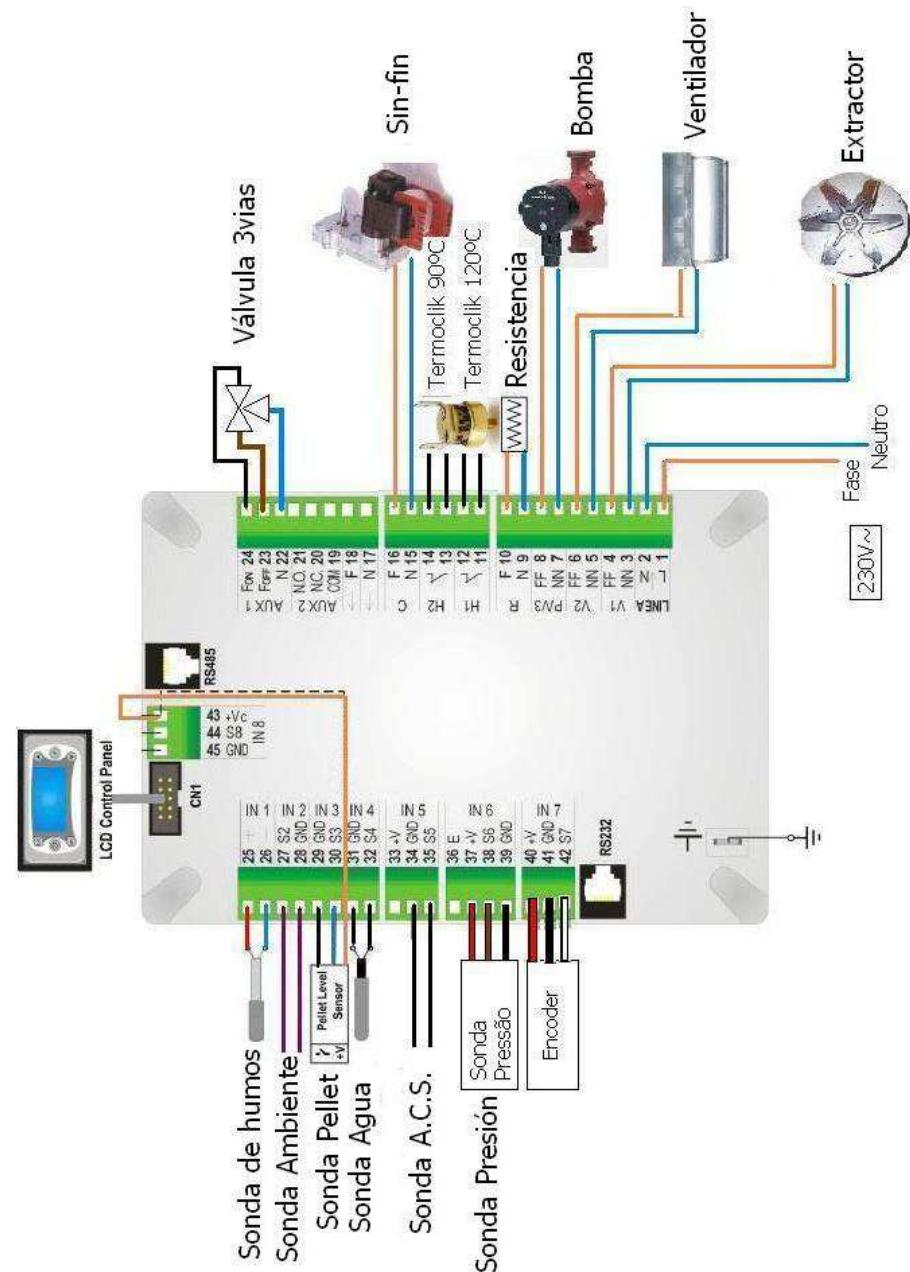 LCD Control Panel
CN1
45 GND
44 S8
43 +Vc
IN 8
RS485
Sonda de humos
Sonda Ambiente
Sonda Pellet
Sonda Agua
Sonda A.C.S.
Sonda Presión
+V
Pellet Level
Sensor
Sonda
Pressão
Encoder
25 +
26 -
IN 1
27 S2
28 GND
IN 2
29 GND
30 S3
IN 3
31 GND
32 S4
IN 4
33 +V
34 GND
35 S5
IN 5
36 E
37 +V
38 S6
39 GND
IN 6
40 +V
41 GND
42 S7
IN 7
RS232
AUX 1
FON 24
FOFF 23
N 22
AUX 2
N.O. 21
N.C. 20
COM 19
F 18
N 17
C
F 16
N 15
H2
14
13
H1
12
11
R
F 10
N 9
P/V3
FF 8
NN 7
V2
FF 6
NN 5
V1
FF 4
NN 3
LINEA
N 2
L 1
Válvula 3vias
Sin-fin
Termoclik 90ºC
Termoclik 120ºC
Resistencia
Bomba
Ventilador
Extractor
230V~
Fase
Neutro